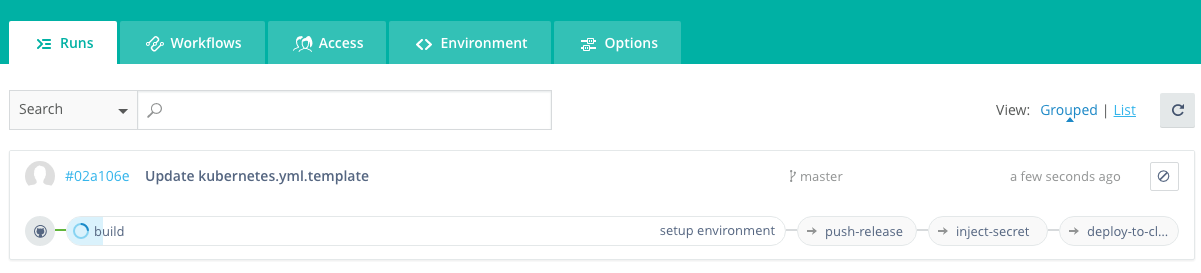 Runs Workflows Access Environment Options
Search View: Grouped | List
#02a106e Update kubernetes.yml.template master a few seconds ago
build setup environment push-release inject-secret deploy-to-cl...